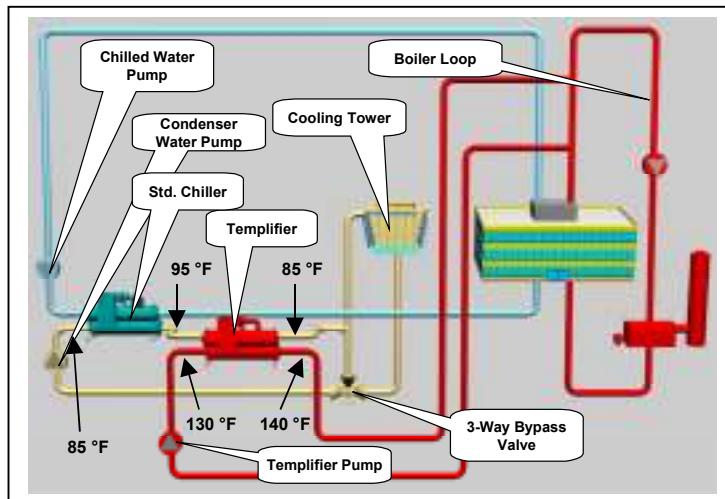 Chilled Water
Pump
Boiler Loop
Condenser
Water Pump
Cooling Tower
Std. Chiller
Templifier
95 °F
85 °F
130 °F
140 °F
85 °F
3-Way Bypass
Valve
Templifier Pump